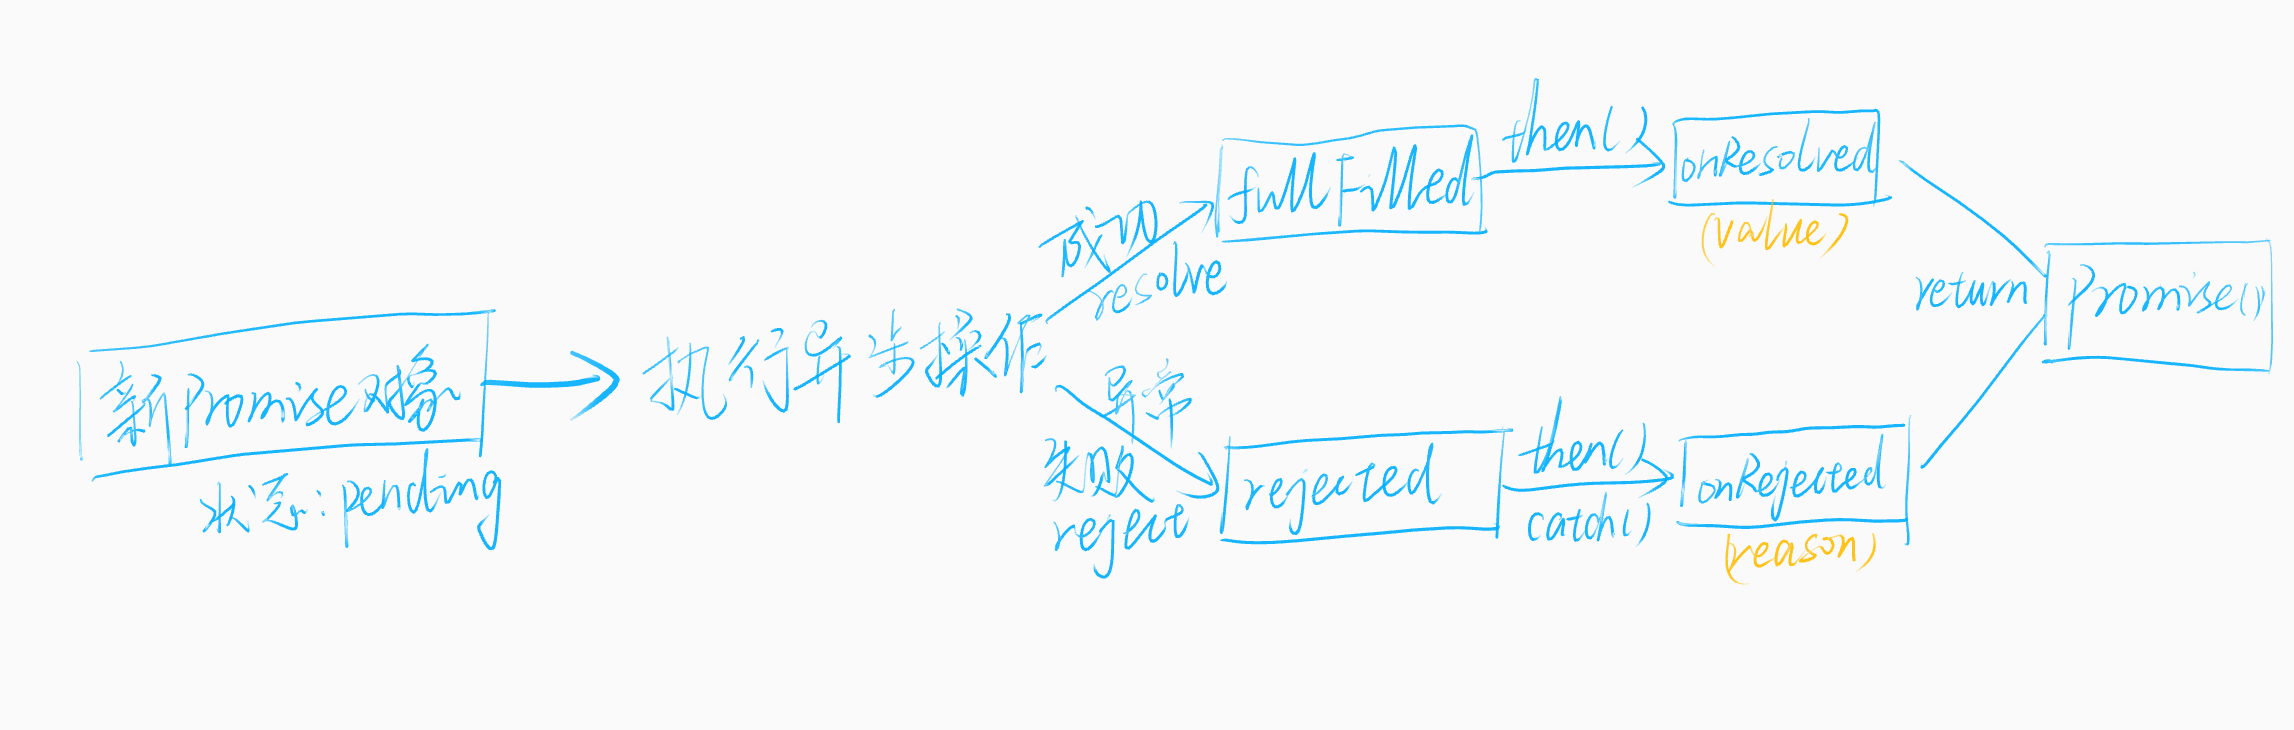 新Promise对象
状态:pending
执行异步操作
成功
resolve
fullFilled
then()
onResolved
(value)
异常
失败
reject
rejected
then()
catch()
onRejected
(reason)
return
Promise()